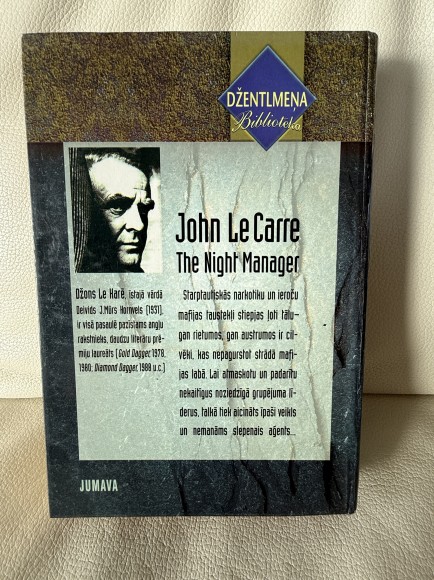 DŽENTLMEŅA
Bibliotēka
John Le Carre
The Night Manager
Džons Le Karē, īstajā vārdā
Deivids J.Mūrs Kornvels (1931),
ir visā pasaulē pazīstams angļu
rakstnieks, daudzu literāru prē-
miju laureāts (Gold Dagger, 1978,
1980; Diamond Dagger, 1988 u.c.)
Starptautiskās narkotiku un ieroču
mafijas taustekļi stiepjas ļoti tālu-
gan rietumos, gan austrumos ir cil-
vēki, kas nepagurstot strādā mafi-
jas labā. Lai atmaskotu un padarītu
nekaitīgus noziedzīgā grupējuma lī-
derus, talkā tiek aicināts īpaši veikls
un nemanāms slepenais aģents...
JUMAVA